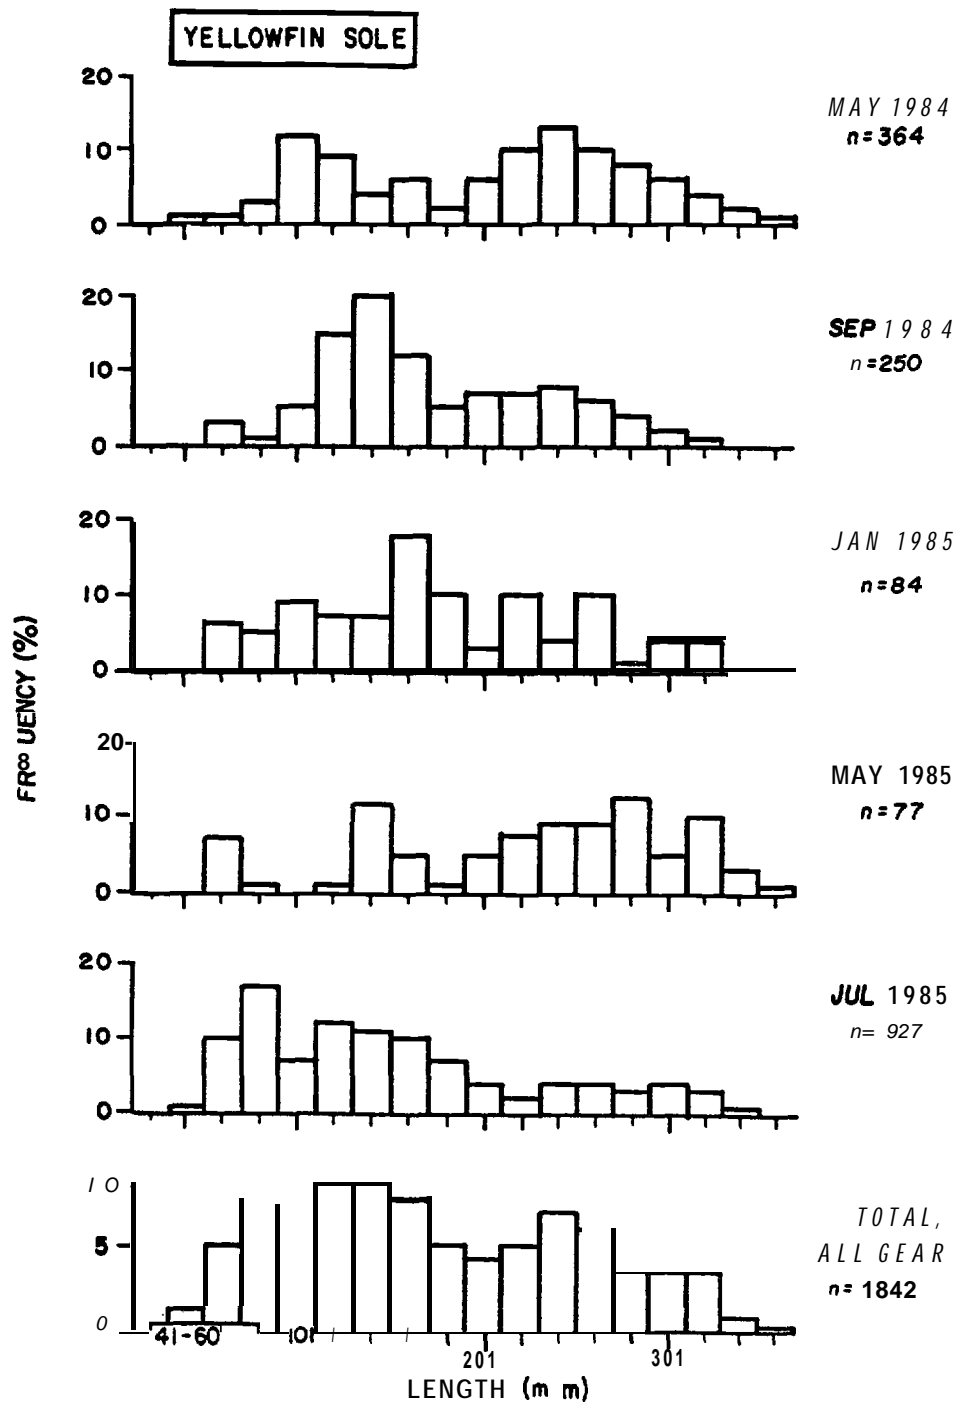 YELLOWFIN SOLE
20
10
0
MAY 1984
n=364
20
10
0
SEP 1984
n=250
20
10
0
JAN 1985
n=84
FR∞UENCY (%)
20
10
0
MAY 1985
n=77
20
10
0
JUL 1985
n= 927
10
5
0
TOTAL,
ALL GEAR
n= 1842
41-60 101 201 301
LENGTH (m m)